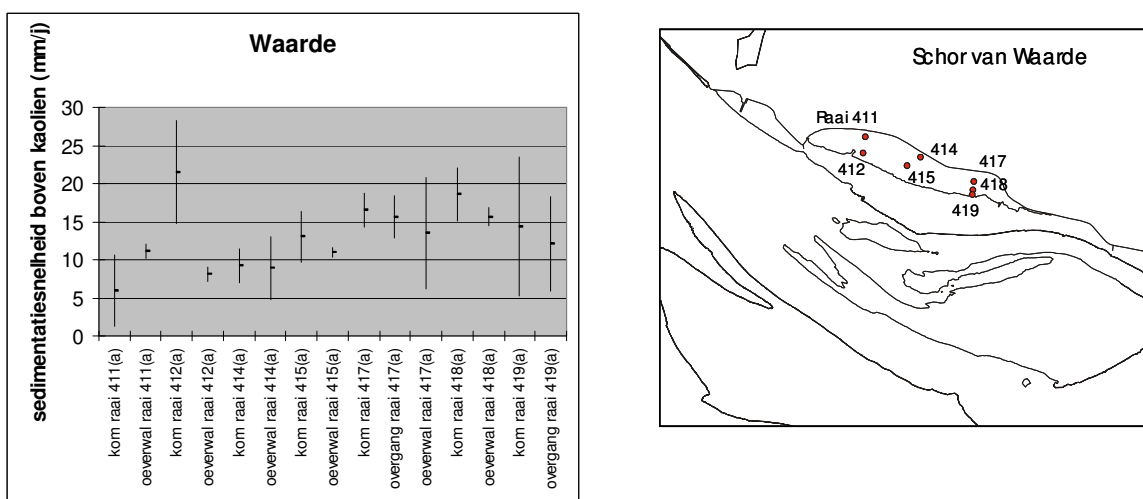 Waarde
sedimentatiesnelheid boven kaolien (mm/j)
30
25
20
15
10
5
0
kom raai 411(a)
oeverwal raai 411(a)
kom raai 412(a)
oeverwal raai 412(a)
kom raai 414(a)
oeverwal raai 414(a)
kom raai 415(a)
oeverwal raai 415(a)
kom raai 417(a)
overgang raai 417(a)
oeverwal raai 417(a)
kom raai 418(a)
oeverwal raai 418(a)
kom raai 419(a)
overgang raai 419(a)
Schor van Waarde
Raai 411
414
412
415
417
418
419